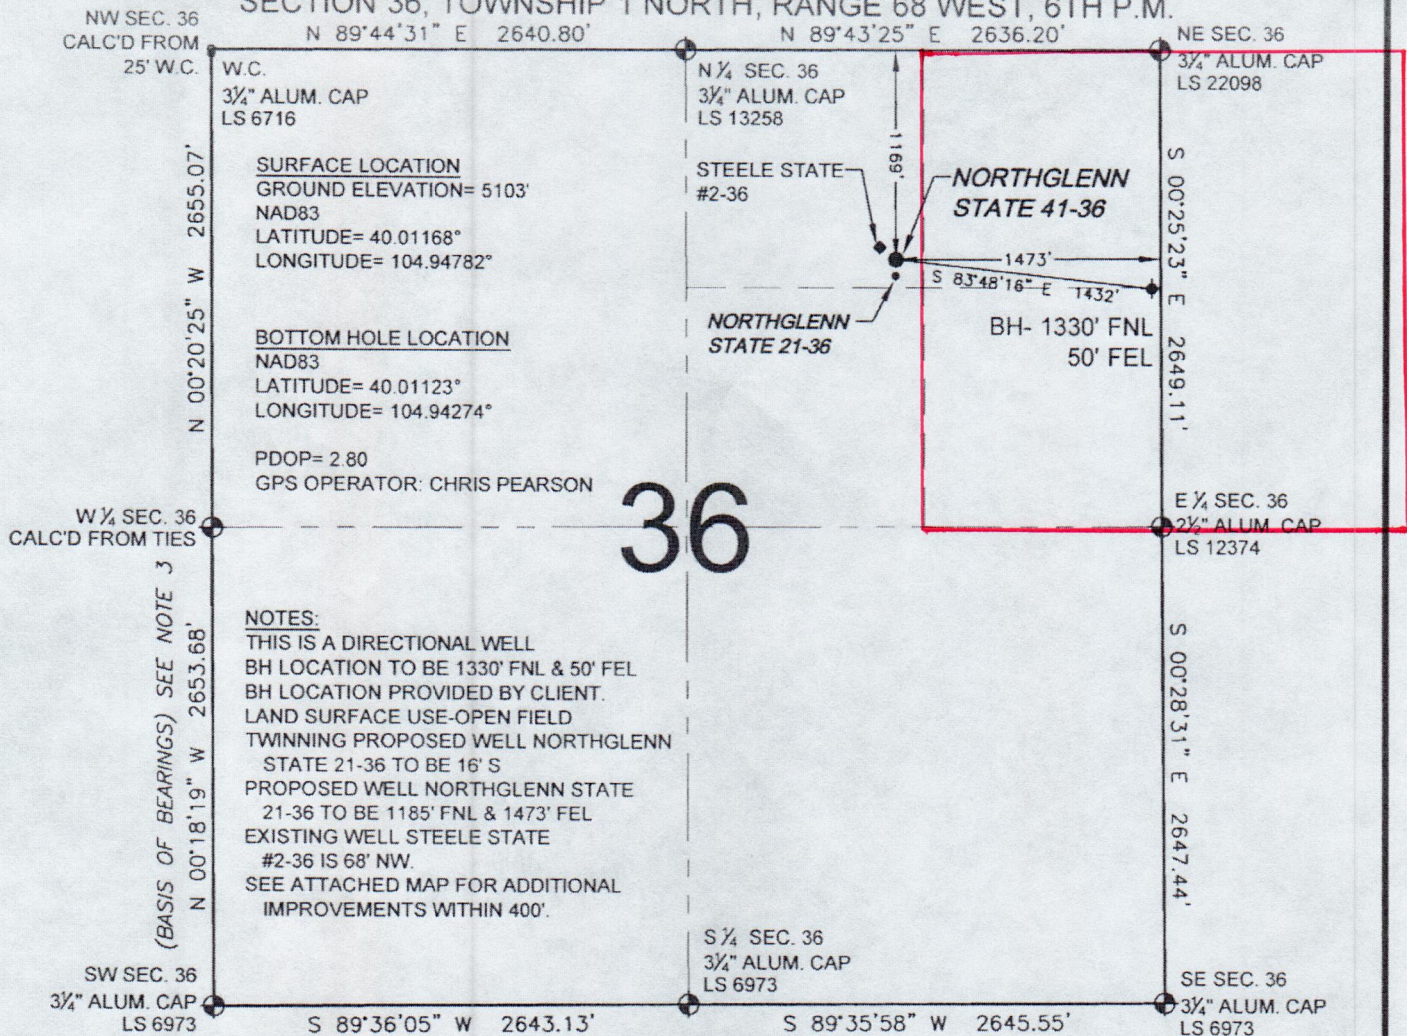 SECTION 36, TOWNSHIP 1 NORTH, RANGE 68 WEST, 6TH P.M.
NW SEC. 36
CALC'D FROM
25' W.C.
N 89°44'31" E 2640.80'
N 89°43'25" E 2636.20'
NE SEC. 36
3¼" ALUM. CAP
LS 22098
W.C.
3¼" ALUM. CAP
LS 6716
N ¼ SEC. 36
3¼" ALUM. CAP
LS 13258
SURFACE LOCATION
GROUND ELEVATION= 5103'
NAD83
LATITUDE= 40.01168°
LONGITUDE= 104.94782°
STEELE STATE
#2-36
1169'
NORTHGLENN
STATE 41-36
1473'
S 83°48'16" E 1432'
NORTHGLENN
STATE 21-36
BH- 1330' FNL
50' FEL
N 00°20'25" W 2655.07'
S 00°25'23" E 2649.11'
BOTTOM HOLE LOCATION
NAD83
LATITUDE= 40.01123°
LONGITUDE= 104.94274°
PDOP= 2.80
GPS OPERATOR: CHRIS PEARSON
W ¼ SEC. 36
CALC'D FROM TIES
36
E ¼ SEC. 36
2½" ALUM. CAP
LS 12374
(BASIS OF BEARINGS) SEE NOTE 3
N 00°18'19" W 2653.68'
NOTES:
THIS IS A DIRECTIONAL WELL
BH LOCATION TO BE 1330' FNL & 50' FEL
BH LOCATION PROVIDED BY CLIENT.
LAND SURFACE USE-OPEN FIELD
TWINNING PROPOSED WELL NORTHGLENN
STATE 21-36 TO BE 16' S
PROPOSED WELL NORTHGLENN STATE
21-36 TO BE 1185' FNL & 1473' FEL
EXISTING WELL STEELE STATE
#2-36 IS 68' NW.
SEE ATTACHED MAP FOR ADDITIONAL
IMPROVEMENTS WITHIN 400'.
S 00°28'31" E 2647.44'
SW SEC. 36
3¼" ALUM. CAP
LS 6973
S ¼ SEC. 36
3¼" ALUM. CAP
LS 6973
SE SEC. 36
3¼" ALUM. CAP
LS 6973
S 89°36'05" W 2643.13'
S 89°35'58" W 2645.55'